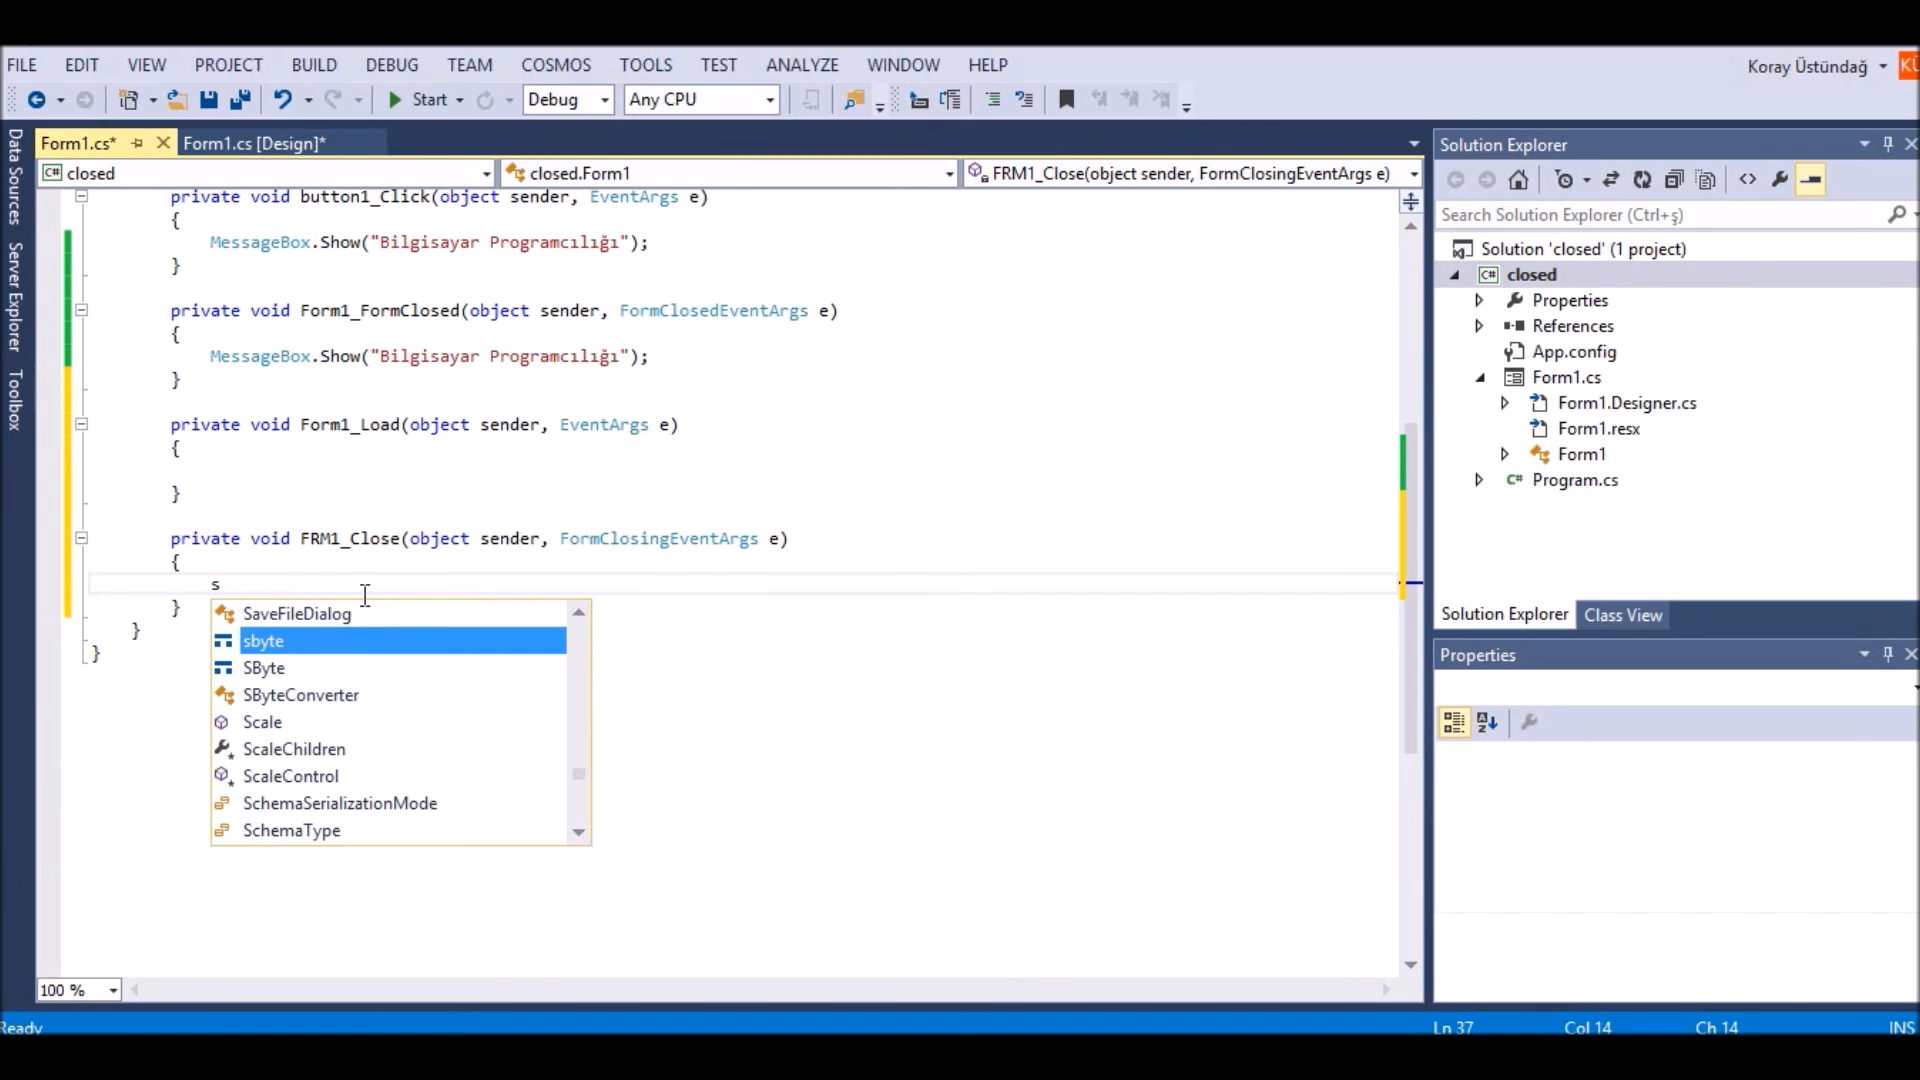 FILE EDIT VIEW PROJECT BUILD DEBUG TEAM COSMOS TOOLS TEST ANALYZE WINDOW HELP Koray Üstündağ KÜ
Start Debug Any CPU
Form1.cs* Form1.cs [Design]*
closed closed.Form1 FRM1_Close(object sender, FormClosingEventArgs e)
private void button1_Click(object sender, EventArgs e)
{
MessageBox.Show("Bilgisayar Programcılığı");
}
private void Form1_FormClosed(object sender, FormClosedEventArgs e)
{
MessageBox.Show("Bilgisayar Programcılığı");
}
private void Form1_Load(object sender, EventArgs e)
{
}
private void FRM1_Close(object sender, FormClosingEventArgs e)
{
s
}
}
}
SaveFileDialog
sbyte
SByte
SByteConverter
Scale
ScaleChildren
ScaleControl
SchemaSerializationMode
SchemaType
Data Sources
Server Explorer
Toolbox
100 %
Solution Explorer
Search Solution Explorer (Ctrl+ş)
Solution 'closed' (1 project)
C# closed
Properties
References
App.config
Form1.cs
Form1.Designer.cs
Form1.resx
Form1
C# Program.cs
Solution Explorer Class View
Properties
Ready Ln 37 Col 14 Ch 14 INS